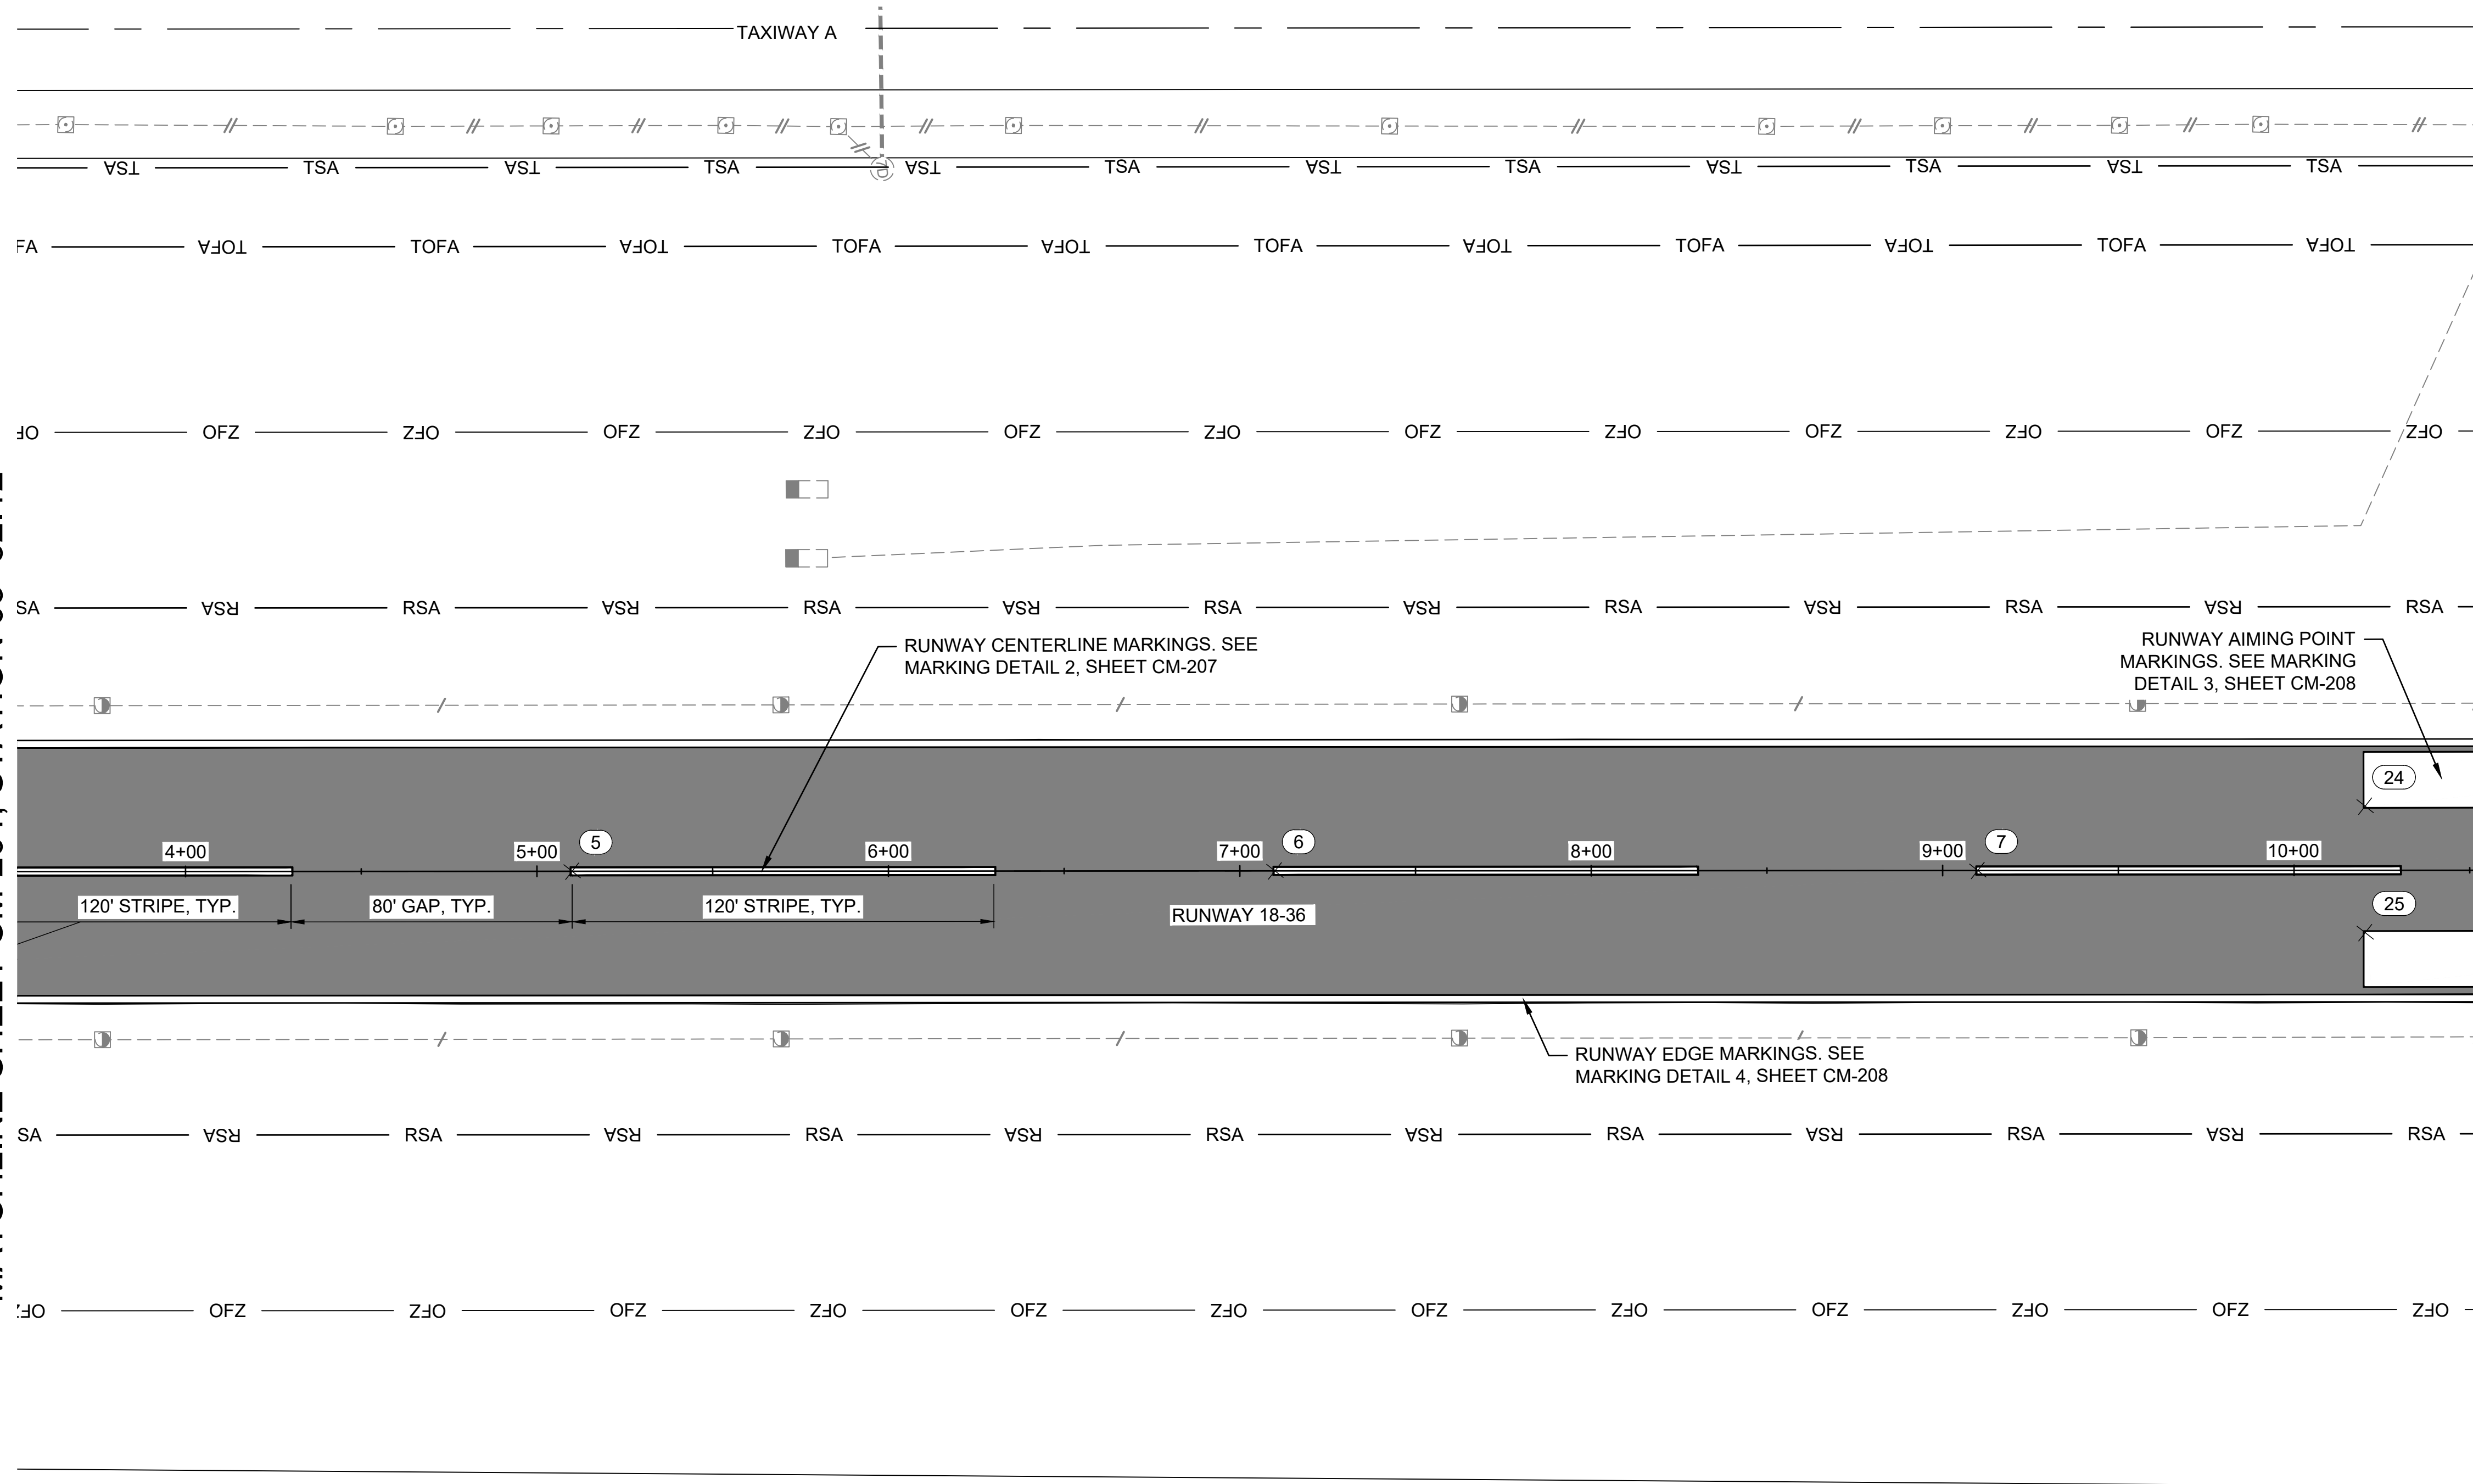 TAXIWAY A
TSA TSA TSA TSA TSA TSA TSA TSA TSA TSA TSA TSA
FA TOFA TOFA TOFA TOFA TOFA TOFA TOFA TOFA TOFA TOFA TOFA
OF OFZ OFZ OFZ OFZ OFZ OFZ OFZ OFZ OFZ OFZ OFZ OFZ
SA RSA RSA RSA RSA RSA RSA RSA RSA RSA RSA RSA RSA
RUNWAY CENTERLINE MARKINGS. SEE
MARKING DETAIL 2, SHEET CM-207
RUNWAY AIMING POINT
MARKINGS. SEE MARKING
DETAIL 3, SHEET CM-208
24
4+00 5+00 5 6+00 7+00 6 8+00 9+00 7 10+00
120' STRIPE, TYP. 80' GAP, TYP. 120' STRIPE, TYP. RUNWAY 18-36 25
RUNWAY EDGE MARKINGS. SEE
MARKING DETAIL 4, SHEET CM-208
SA RSA RSA RSA RSA RSA RSA RSA RSA RSA RSA RSA RSA
OFZ OFZ OFZ OFZ OFZ OFZ OFZ OFZ OFZ OFZ OFZ OFZ OFZ